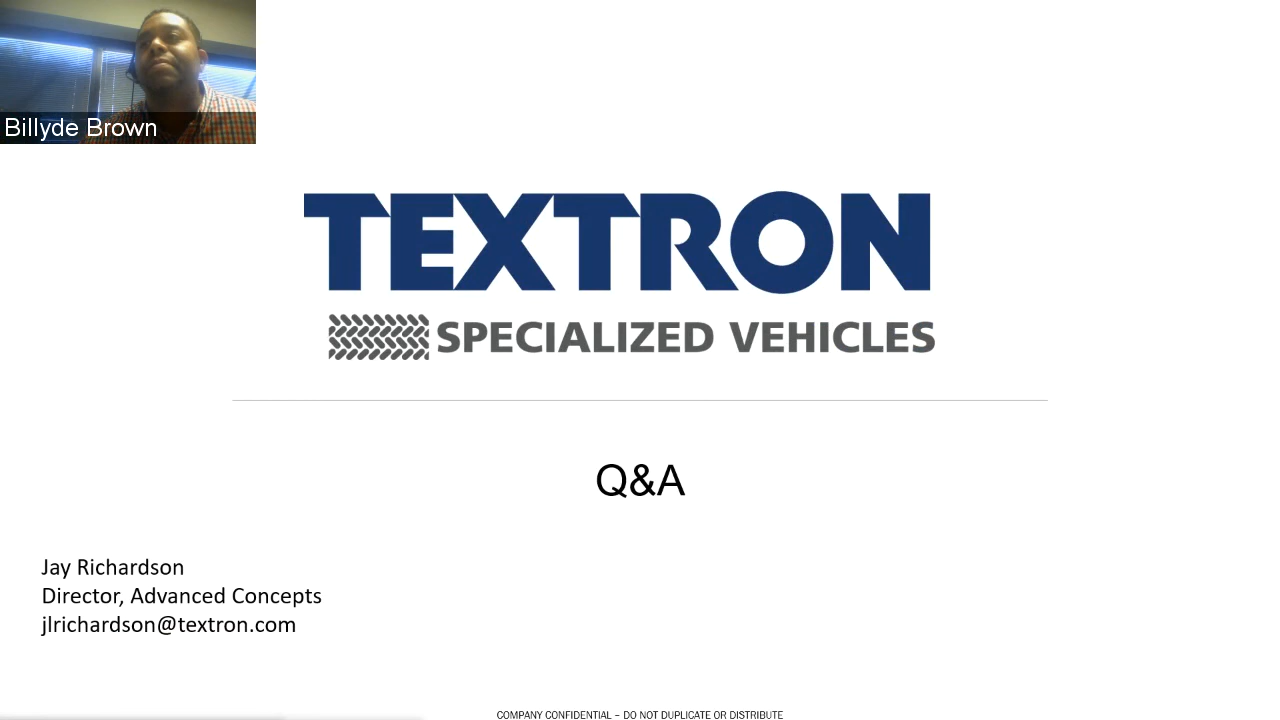 Billyde Brown
TEXTRON
SPECIALIZED VEHICLES
Q&A
Jay Richardson
Director, Advanced Concepts
jlrichardson@textron.com
COMPANY CONFIDENTIAL – DO NOT DUPLICATE OR DISTRIBUTE